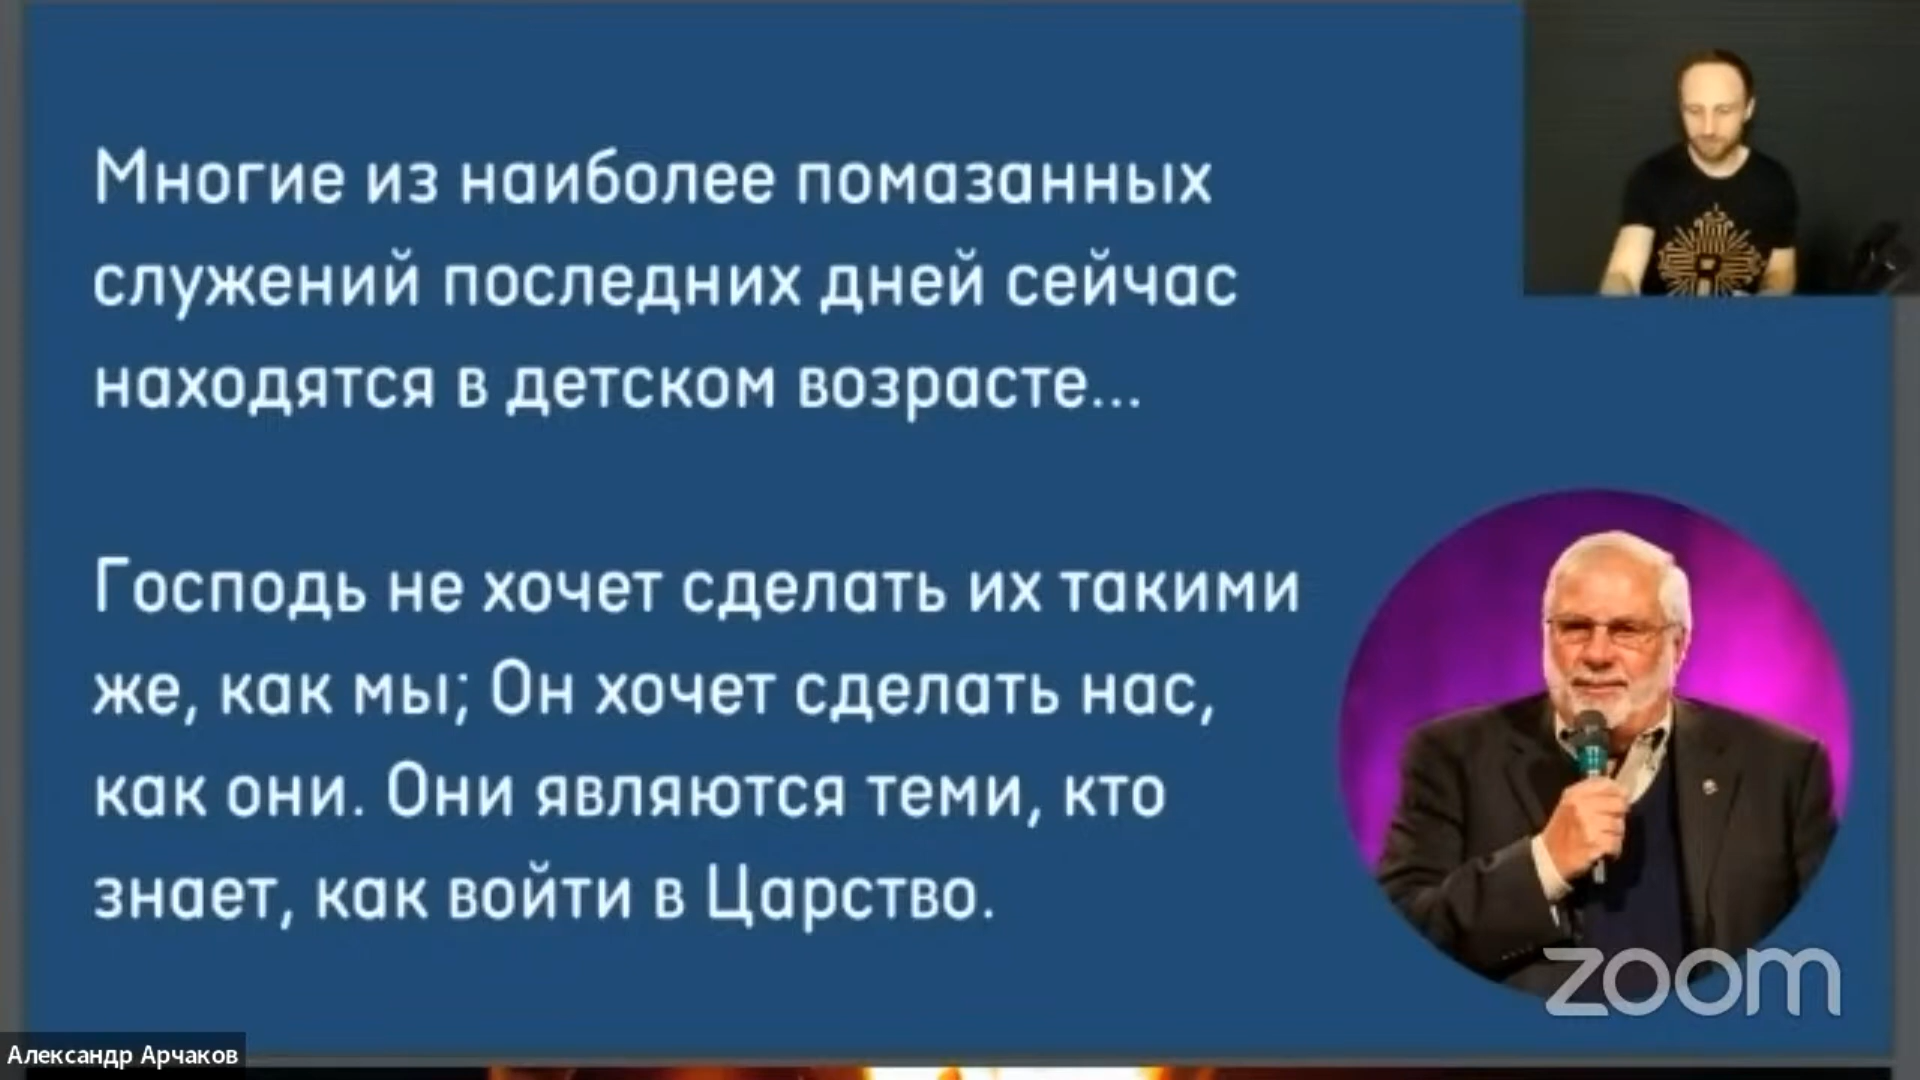 Многие из наиболее помазанных
служений последних дней сейчас
находятся в детском возрасте...
Господь не хочет сделать их такими
же, как мы; Он хочет сделать нас,
как они. Они являются теми, кто
знает, как войти в Царство.
zoom
Александр Арчаков